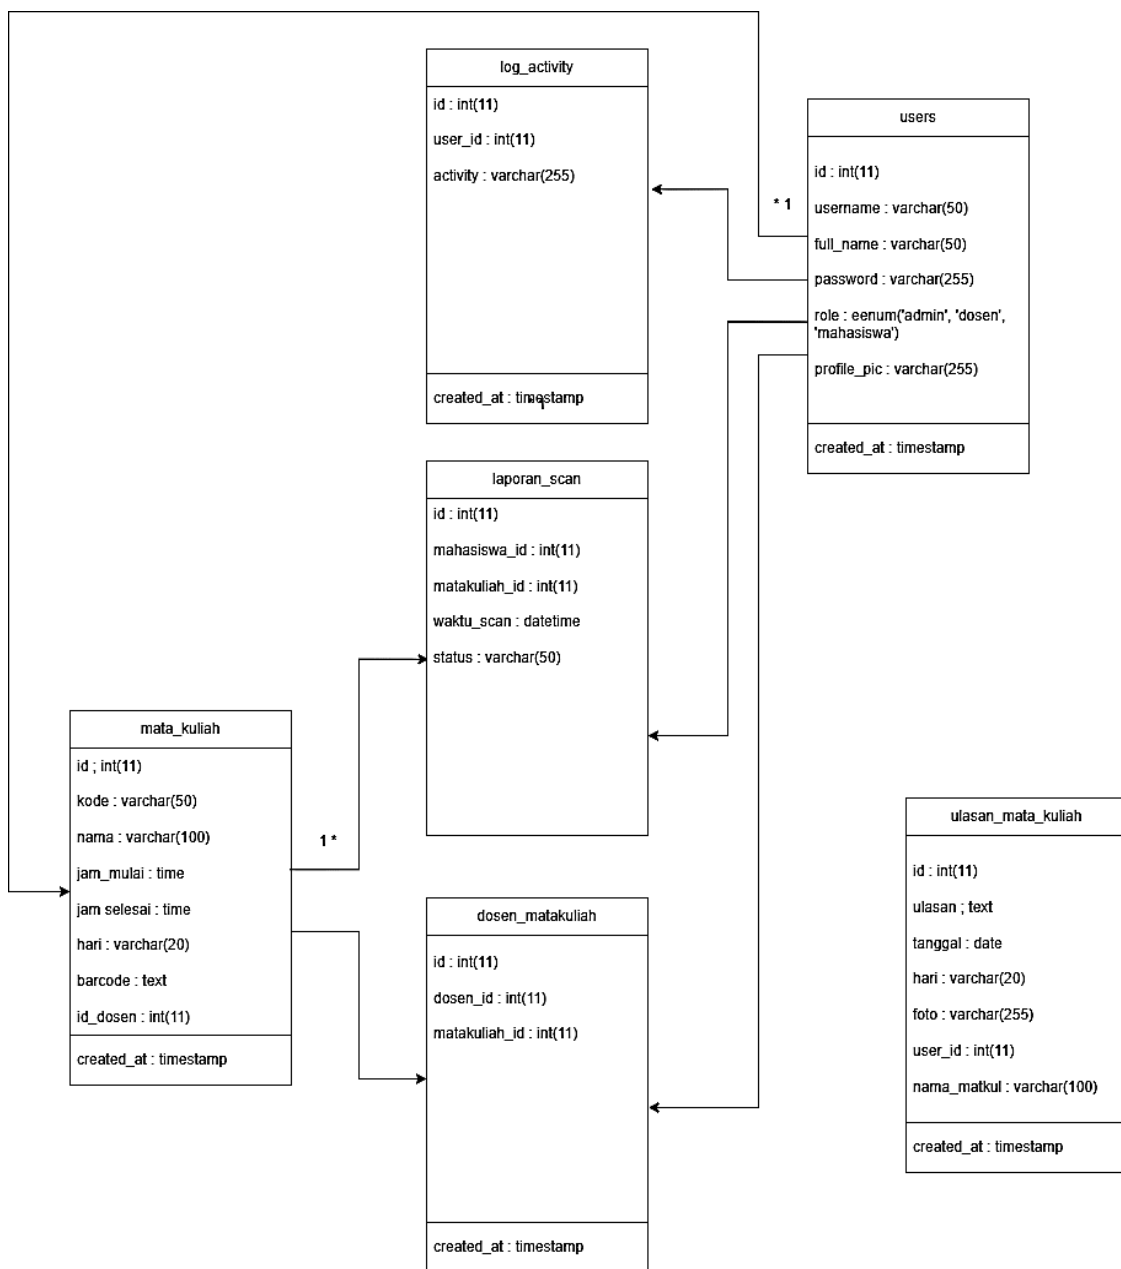 log_activity
id : int(11)
user_id : int(11)
activity : varchar(255)
created_at : timestamp
* 1
users
id : int(11)
username : varchar(50)
full_name : varchar(50)
password : varchar(255)
role : eenum('admin', 'dosen',
'mahasiswa')
profile_pic : varchar(255)
created_at : timestamp
* 1
laporan_scan
id : int(11)
mahasiswa_id : int(11)
matakuliah_id : int(11)
waktu_scan : datetime
status : varchar(50)
mata_kuliah
id ; int(11)
kode : varchar(50)
nama : varchar(100)
jam_mulai : time
jam selesai : time
hari : varchar(20)
barcode : text
id_dosen : int(11)
created_at : timestamp
1 *
dosen_matakuliah
id : int(11)
dosen_id : int(11)
matakuliah_id : int(11)
created_at : timestamp
ulasan_mata_kuliah
id : int(11)
ulasan ; text
tanggal : date
hari : varchar(20)
foto : varchar(255)
user_id : int(11)
nama_matkul : varchar(100)
created_at : timestamp